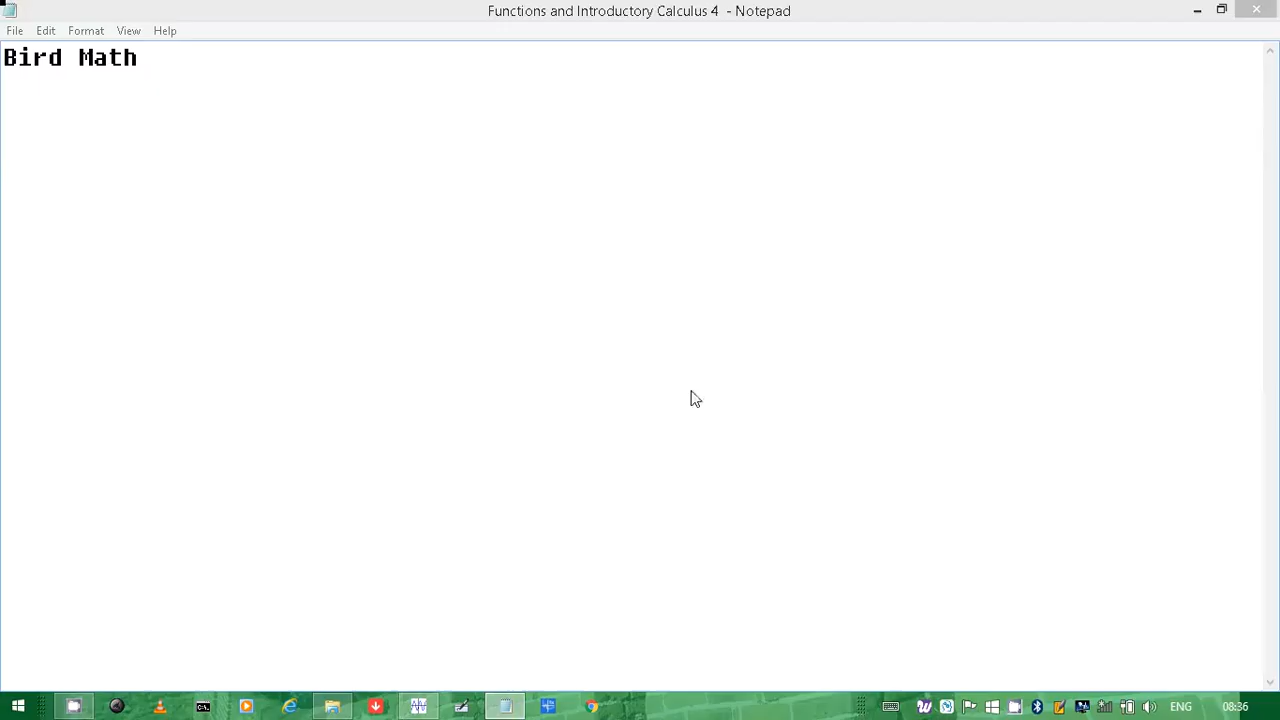 Functions and Introductory Calculus 4 - Notepad
File Edit Format View Help
Bird Math
ENG 08:36